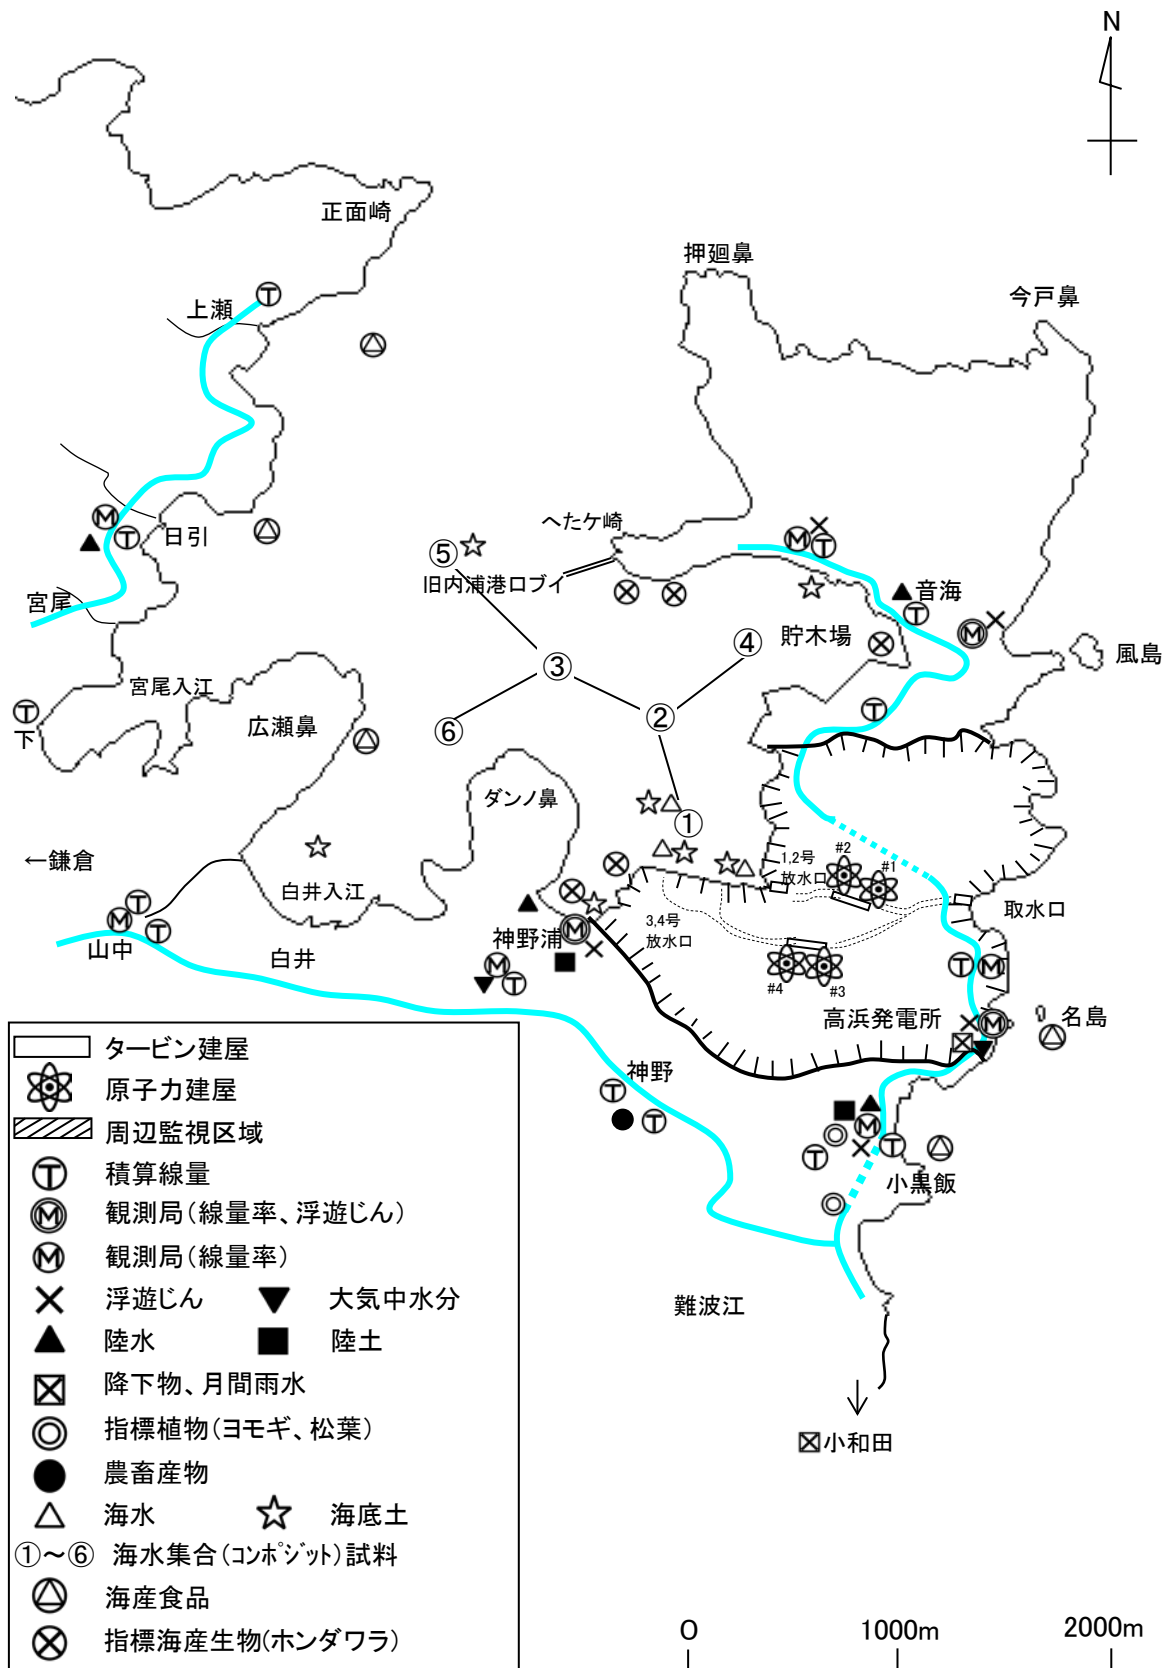 N
正面崎
押廻鼻
今戸鼻
上瀬
T
へたケ崎
M
T
日引
⑤
旧内浦港口ブイ
M
T
音海
T
M
宮尾
④
貯木場
風島
③
宮尾入江
T
下
広瀬鼻
⑥
②
T
ダンノ鼻
①
←鎌倉
白井入江
#2
#1
1,2号
放水口
取水口
T
M
T
山中
白井
神野浦
M
M
T
3,4号
放水口
#4
#3
T
M
高浜発電所
M
名島
神野
T
T
M
T
T
小黒飯
難波江
小和田
タービン建屋
原子力建屋
周辺監視区域
T 積算線量
M 観測局(線量率、浮遊じん)
M 観測局(線量率)
浮遊じん 大気中水分
陸水 陸土
降下物、月間雨水
指標植物(ヨモギ、松葉)
農畜産物
海水 海底土
①～⑥ 海水集合(ｺﾝﾎﾟｼﾞｯﾄ)試料
海産食品
指標海産生物(ホンダワラ)
O 1000m 2000m